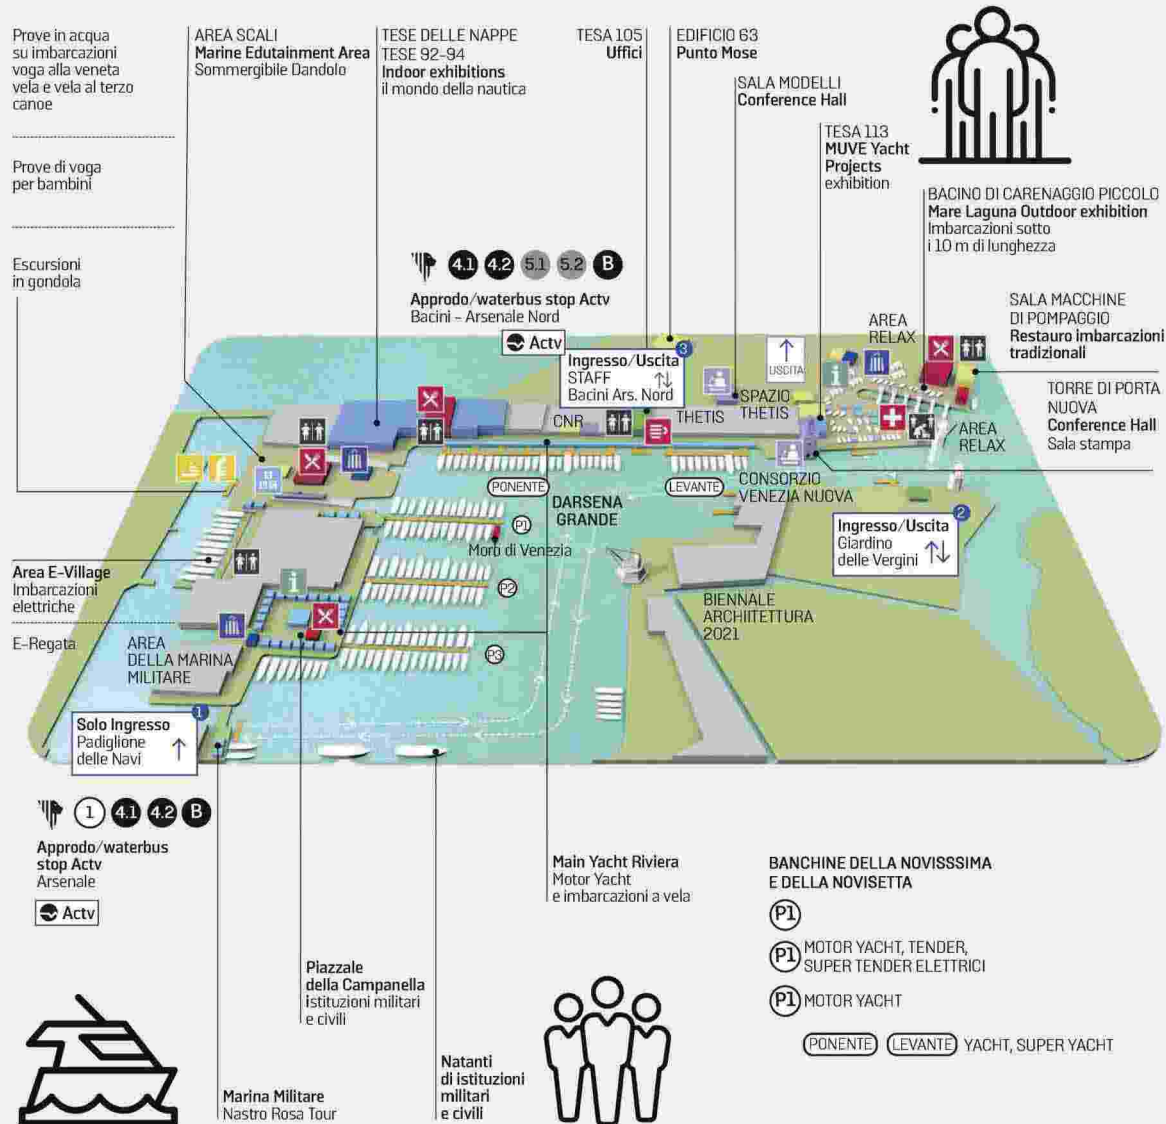 Prove in acqua
su imbarcazioni
voga alla veneta
vela e vela al terzo
canoe
Prove di voga
per bambini
Escursioni
in gondola
AREA SCALI
Marine Edutainment Area
Sommergibile Dandolo
TESE DELLE NAPPE
TESE 92-94
Indoor exhibitions
il mondo della nautica
TESA 105
Uffici
EDIFICIO 63
Punto Mose
SALA MODELLI
Conference Hall
TESA 113
MUVE Yacht
Projects
exhibition
BACINO DI CARENAGGIO PICCOLO
Mare Laguna Outdoor exhibition
Imbarcazioni sotto
i 10 m di lunghezza
4.1 4.2 5.1 5.2 B
Approdo/waterbus stop Actv
Bacini - Arsenale Nord
Actv
SALA MACCHINE
DI POMPAGGIO
Restauro imbarcazioni
tradizionali
TORRE DI PORTA
NUOVA
Conference Hall
Sala stampa
3
Ingresso/Uscita
STAFF
Bacini Ars. Nord
USCITA
AREA
RELAX
i
CNR
THETIS
SPAZIO
THETIS
AREA
RELAX
PONENTE
LEVANTE
CONSORZIO
VENEZIA NUOVA
DARSENA
GRANDE
P1
Moro di Venezia
P2
P3
2
Ingresso/Uscita
Giardino
delle Vergini
BIENNALE
ARCHIITETTURA
2021
Area E-Village
Imbarcazioni
elettriche
E-Regata
i
AREA
DELLA MARINA
MILITARE
1
Solo Ingresso
Padiglione
delle Navi
1 4.1 4.2 B
Approdo/waterbus
stop Actv
Arsenale
Actv
Main Yacht Riviera
Motor Yacht
e imbarcazioni a vela
Piazzale
della Campanella
istituzioni militari
e civili
Marina Militare
Nastro Rosa Tour
Natanti
di istituzioni
militari
e civili
BANCHINE DELLA NOVISSSIMA
E DELLA NOVISETTA
P1
P1 MOTOR YACHT, TENDER,
SUPER TENDER ELETTRICI
P1 MOTOR YACHT
PONENTE LEVANTE YACHT, SUPER YACHT